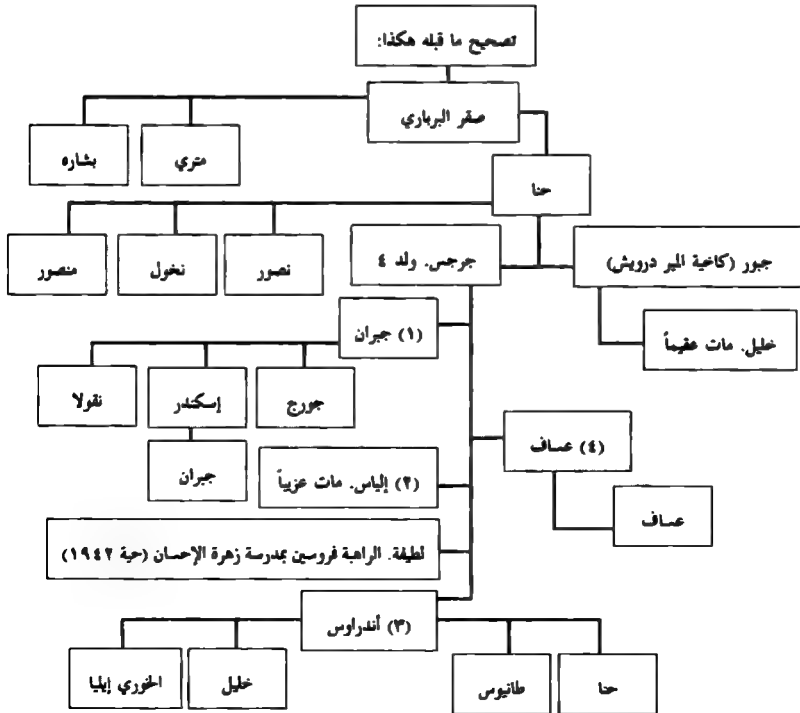 تصحيح ما قبله هكذا:
صقر البرباري
متري
بشاره
حنا
نصور
نخول
منصور
جبور (كاخية المير درويش)
جرجس. ولد ٤
خليل. مات عقيماً
(١) جبران
جورج
إسكندر
نقولا
جبران
(٤) عساف
عساف
(٢) إلياس. مات عزيباً
لطيفة. الراهبة فروسين بمدرسة زهرة الإحسان (حية ١٩٤٢)
(٣) أندراوس
حنا
طانيوس
خليل
الخوري إيليا